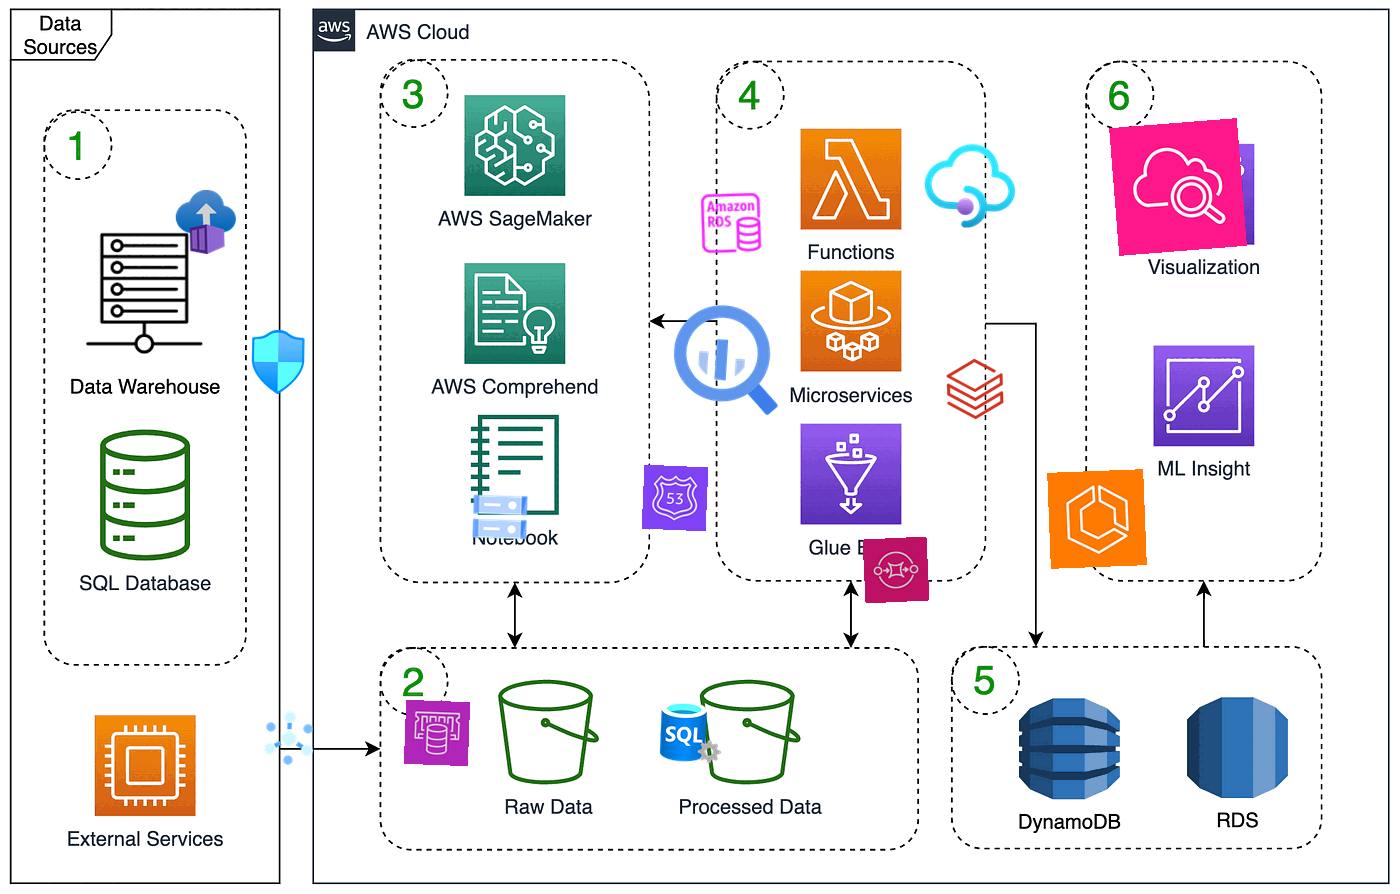 Data
Sources
aws
AWS Cloud
1
Data Warehouse
SQL Database
External Services
3
AWS SageMaker
AWS Comprehend
Notebook
4
Amazon
RDS
Functions
Microservices
Glue
53
6
Visualization
ML Insight
2
Raw Data
SQL
Processed Data
5
DynamoDB
RDS